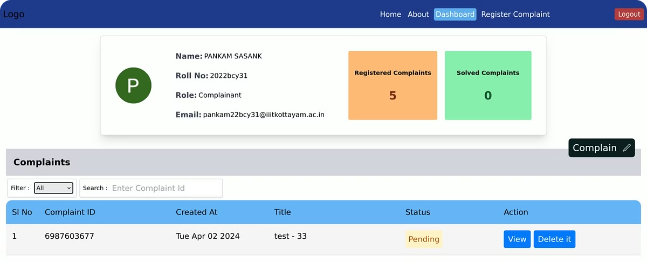 Logo
Home About Dashboard Register Complaint Logout
P
Name: PANKAM SASANK
Roll No: 2022bcy31
Role: Complainant
Email: pankam22bcy31@iiitkottayam.ac.in
Registered Complaints
5
Solved Complaints
0
Complain
Complaints
Filter : All Search : Enter Complaint Id
Sl No Complaint ID Created At Title Status Action
1 6987603677 Tue Apr 02 2024 test - 33 Pending View Delete it